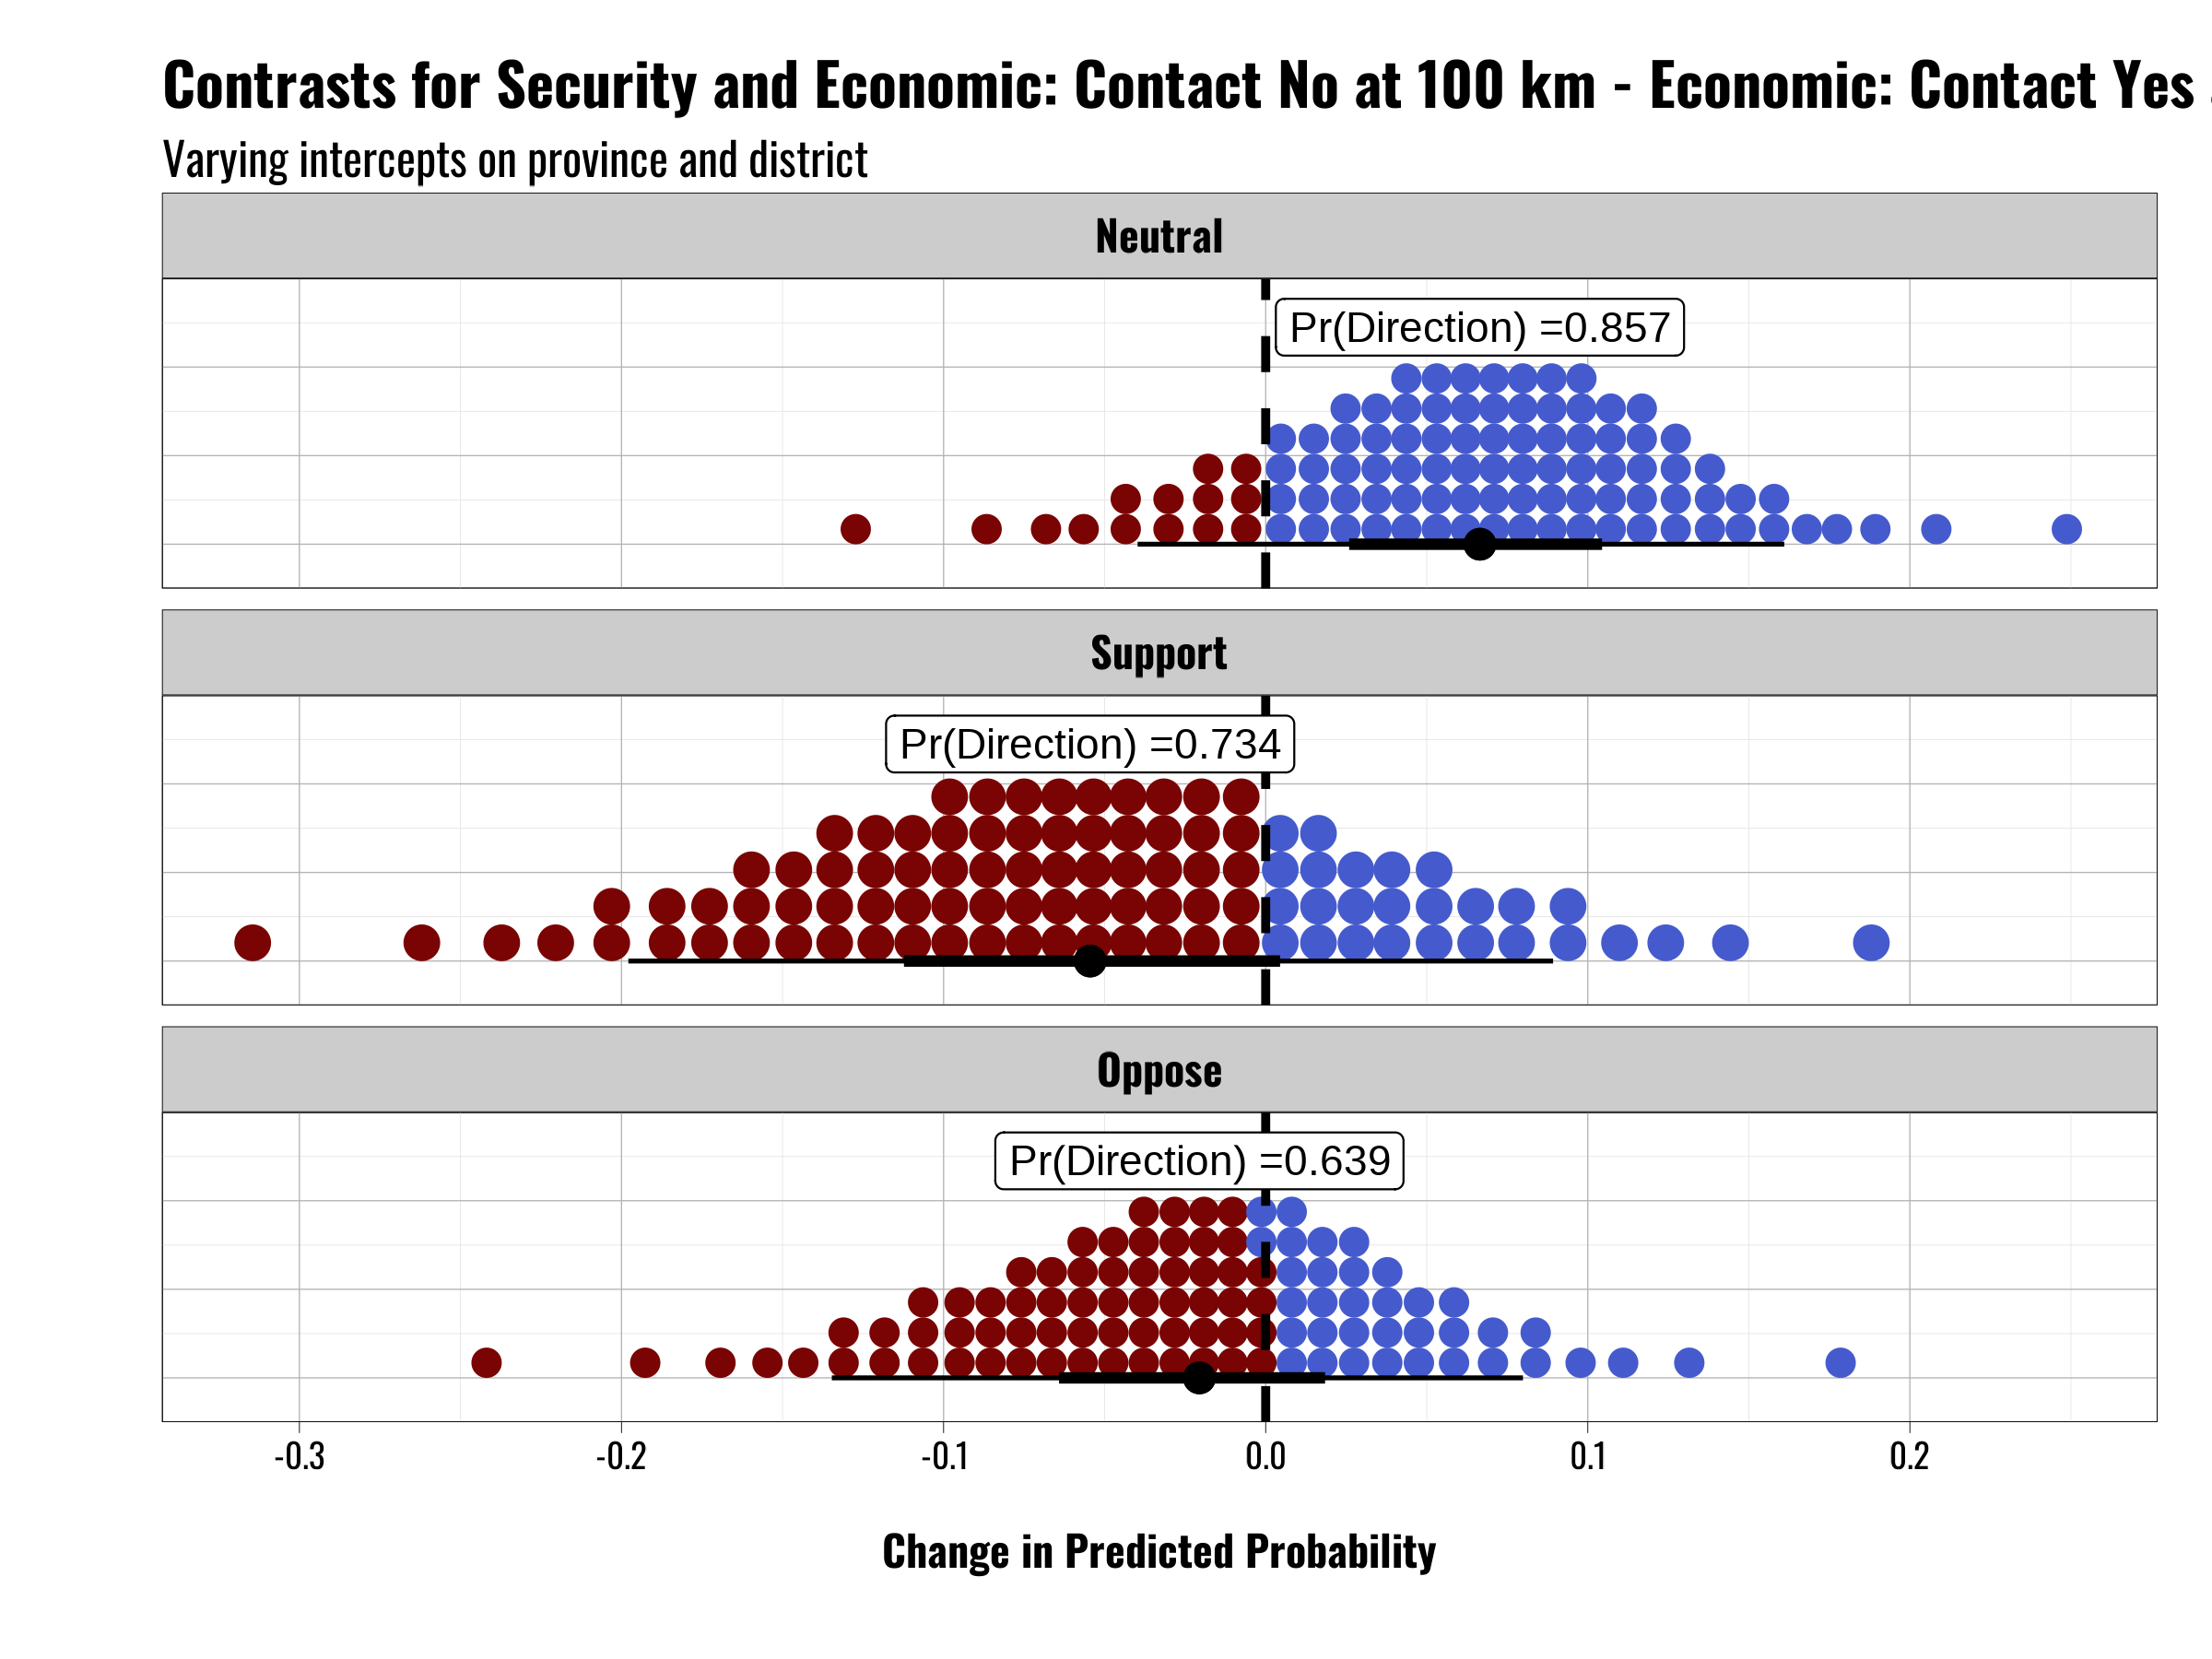 Contrasts for Security and Economic: Contact No at 100 km - Economic: Contact Yes
Varying intercepts on province and district
Neutral
Pr(Direction) =0.857
Support
Pr(Direction) =0.734
Oppose
Pr(Direction) =0.639
-0.3 -0.2 -0.1 0.0 0.1 0.2
Change in Predicted Probability